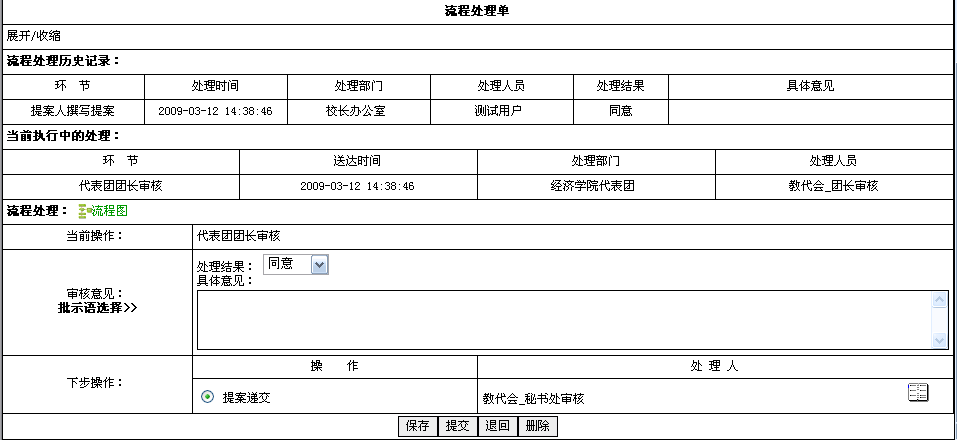 流程处理单
展开/收缩
流程处理历史记录：
环 节 处理时间 处理部门 处理人员 处理结果 具体意见
提案人撰写提案 2009-03-12 14:38:46 校长办公室 测试用户 同意
当前执行中的处理：
环 节 送达时间 处理部门 处理人员
代表团团长审核 2009-03-12 14:38:46 经济学院代表团 教代会_团长审核
流程处理： 流程图
当前操作： 代表团团长审核
处理结果： 同意
具体意见：
审核意见：
批示语选择>>
下步操作：
操 作 处 理 人
提案递交 教代会_秘书处审核
保存 提交 退回 删除